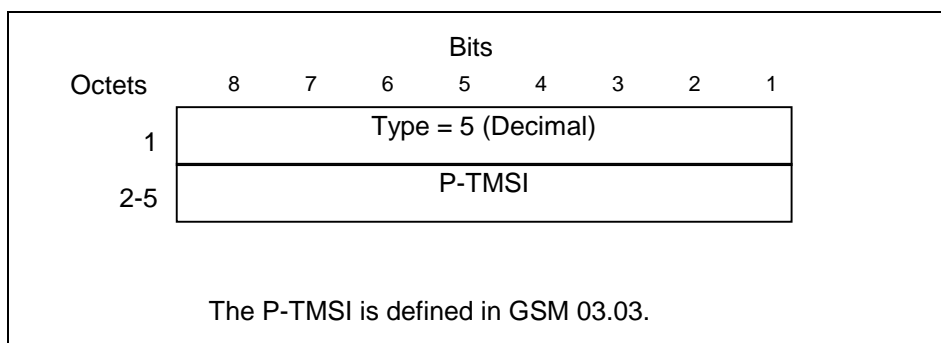 Bits
Octets 8 7 6 5 4 3 2 1
1 Type = 5 (Decimal)
2-5 P-TMSI
The P-TMSI is defined in GSM 03.03.